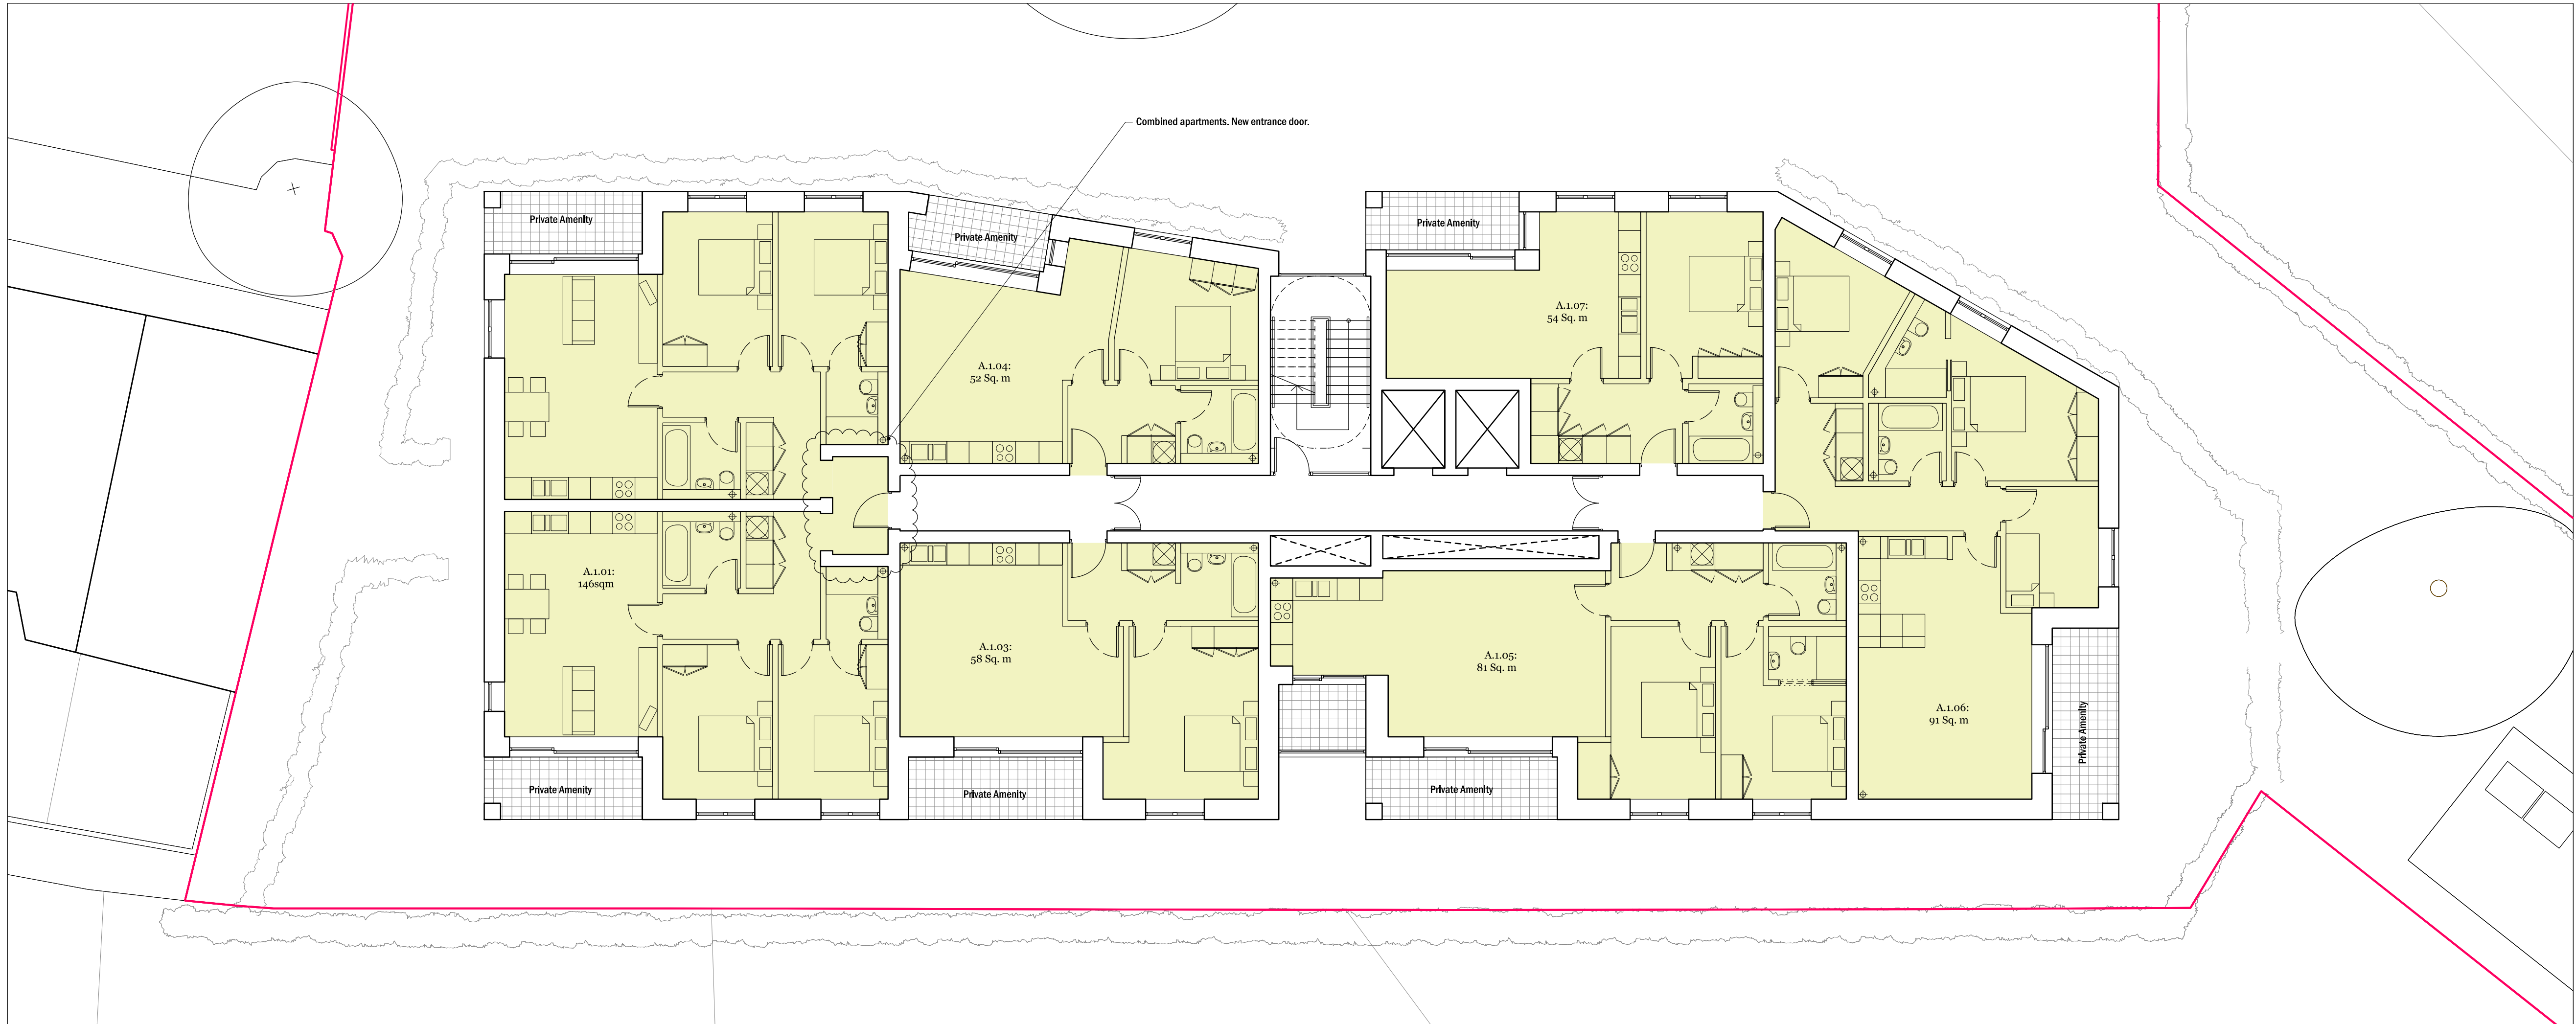 Combined apartments. New entrance door.
Private Amenity
Private Amenity
Private Amenity
A.1.07:
54 Sq. m
A.1.04:
52 Sq. m
A.1.01:
146sqm
A.1.03:
58 Sq. m
A.1.05:
81 Sq. m
A.1.06:
91 Sq. m
Private Amenity
Private Amenity
Private Amenity
Private Amenity